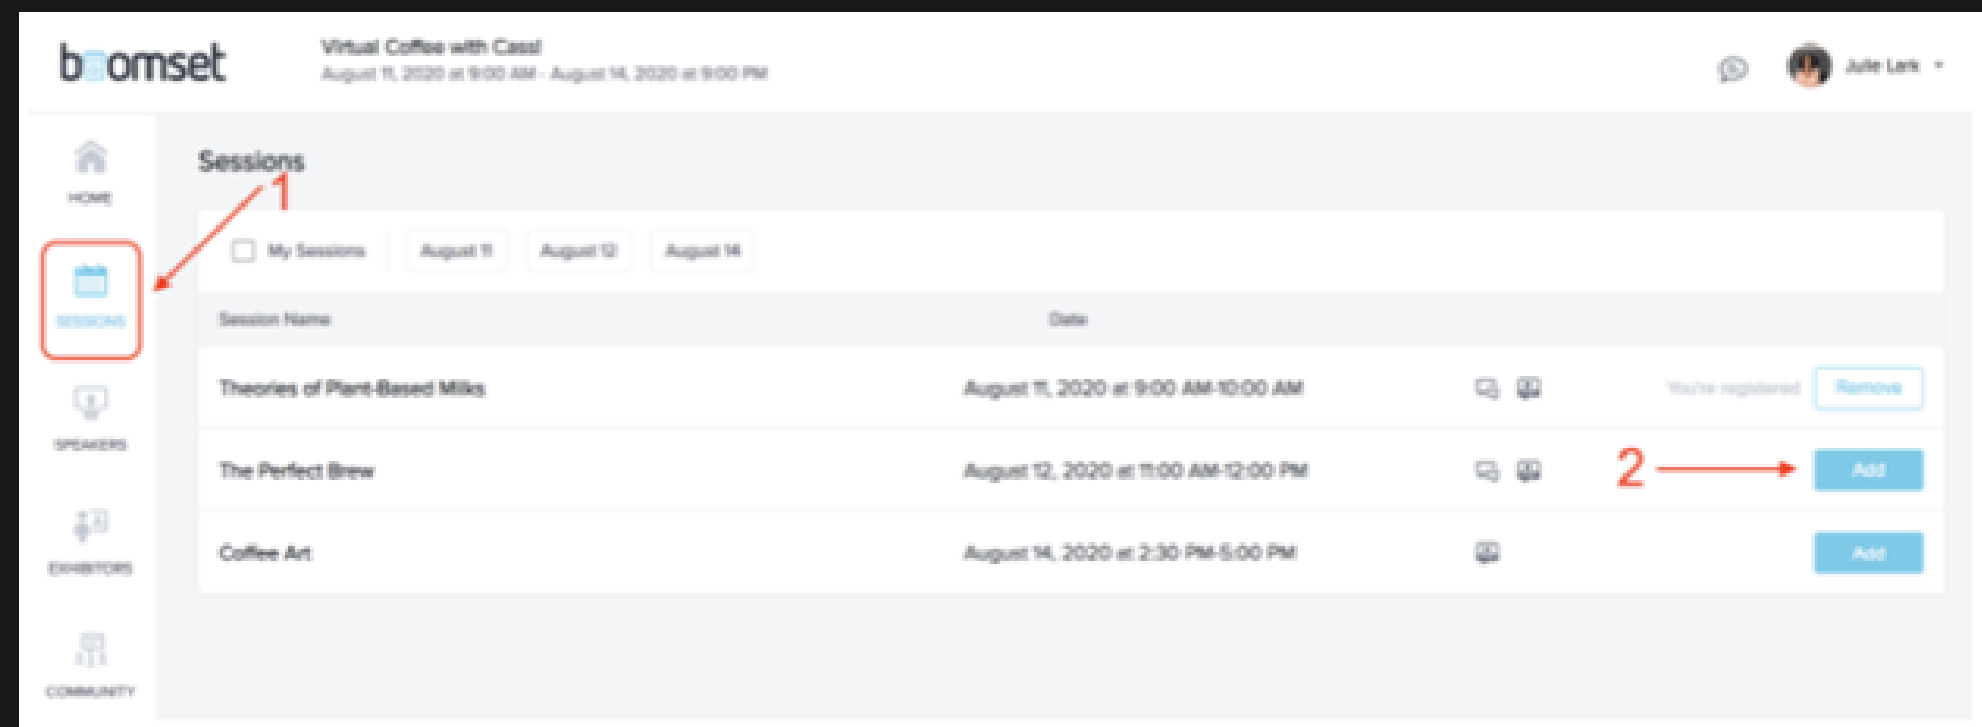 boomset
Virtual Coffee with Cass!
August 11, 2020 at 9:00 AM - August 14, 2020 at 9:00 PM
Julie Lark
HOME
Sessions
1
My Sessions August 11 August 12 August 14
SESSIONS
Session Name Date
Theories of Plant-Based Milks August 11, 2020 at 9:00 AM-10:00 AM You're registered Remove
SPEAKERS
The Perfect Brew August 12, 2020 at 11:00 AM-12:00 PM 2 Add
Coffee Art August 14, 2020 at 2:30 PM-5:00 PM Add
EXHIBITORS
COMMUNITY